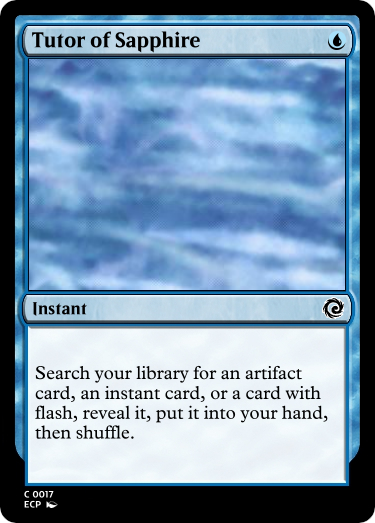 Tutor of Sapphire
Instant
Search your library for an artifact
card, an instant card, or a card with
flash, reveal it, put it into your hand,
then shuffle.
C 0017
ECP